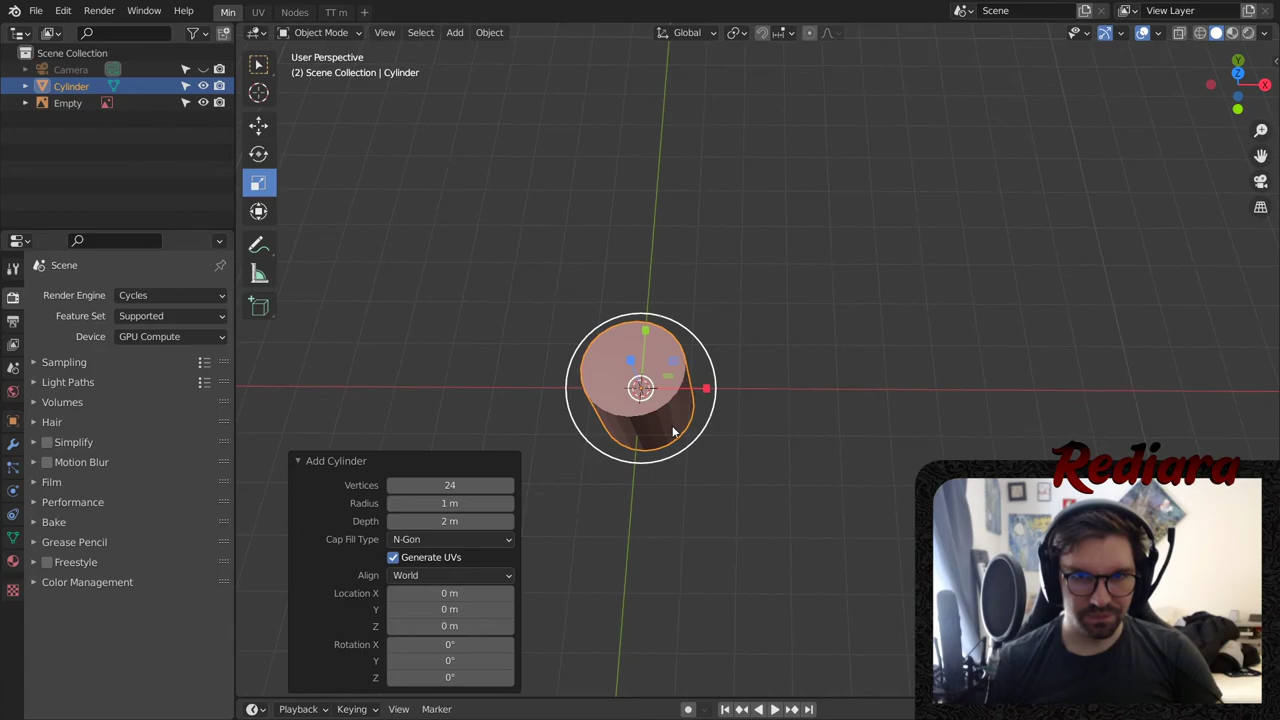 File Edit Render Window Help Min UV Nodes TT m + Scene View Layer
Object Mode View Select Add Object Global
Scene Collection
Camera
Cylinder
Empty
User Perspective
(2) Scene Collection | Cylinder
Y
Z
X
Scene
Render Engine Cycles
Feature Set Supported
Device GPU Compute
Sampling
Light Paths
Volumes
Hair
Simplify
Motion Blur
Film
Performance
Bake
Grease Pencil
Freestyle
Color Management
Add Cylinder
Vertices 24
Radius 1 m
Depth 2 m
Cap Fill Type N-Gon
Generate UVs
Align World
Location X 0 m
Y 0 m
Z 0 m
Rotation X 0°
Y 0°
Z 0°
Rediara
Playback Keying View Marker